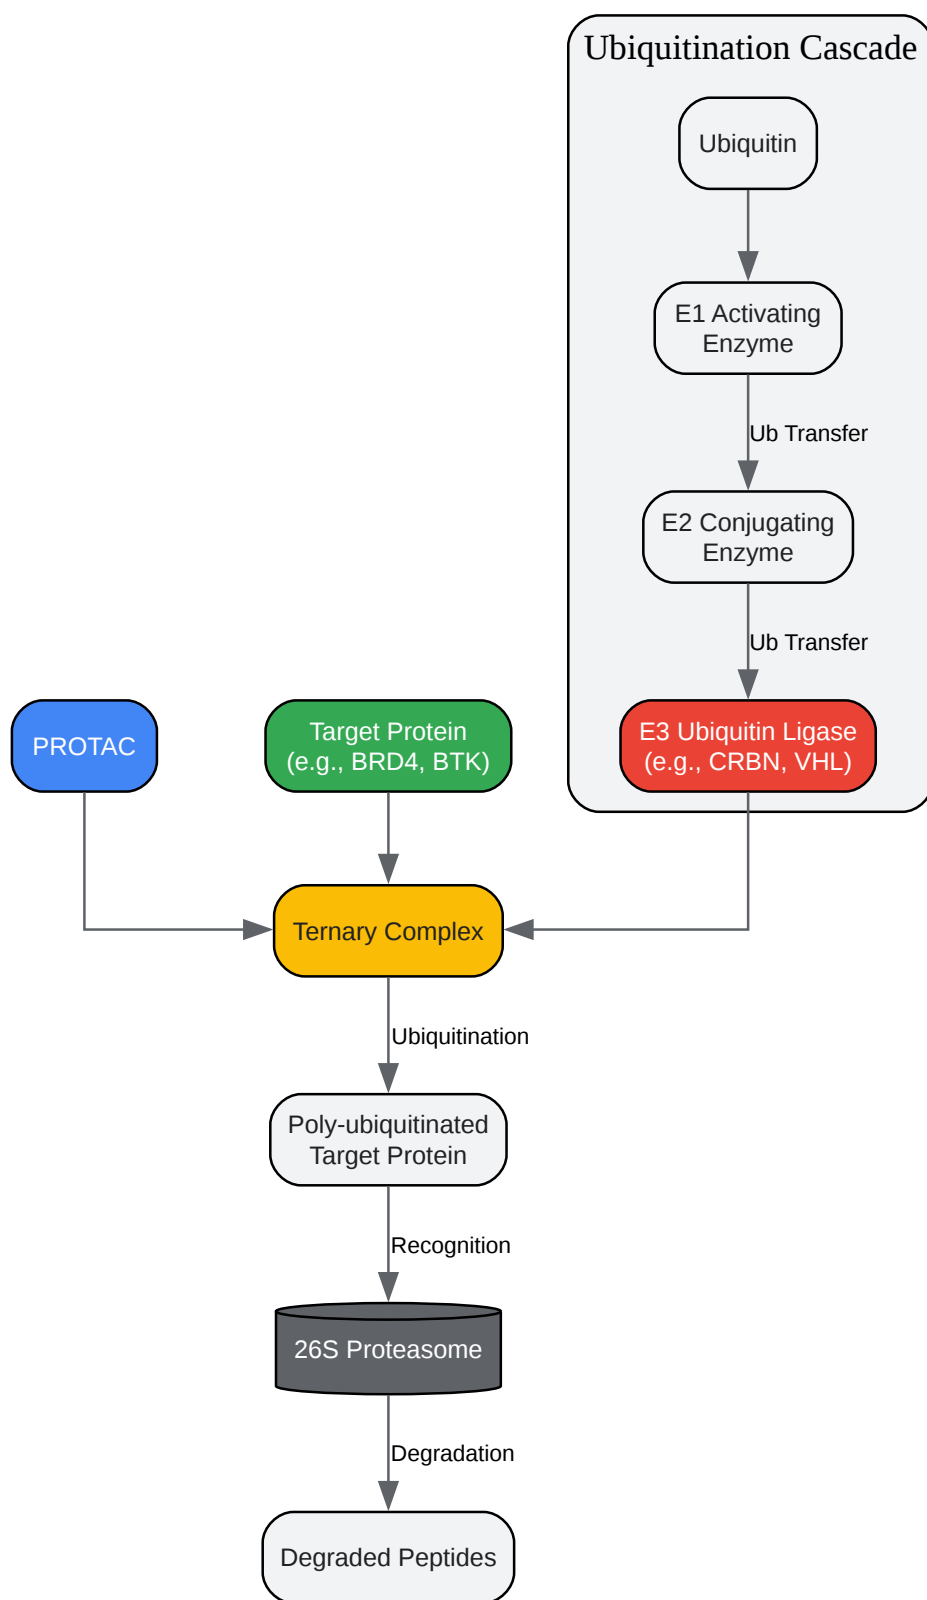 Ubiquitination Cascade
Ubiquitin
E1 Activating
Enzyme
Ub Transfer
E2 Conjugating
Enzyme
Ub Transfer
PROTAC
Target Protein
(e.g., BRD4, BTK)
E3 Ubiquitin Ligase
(e.g., CRBN, VHL)
Ternary Complex
Ubiquitination
Poly-ubiquitinated
Target Protein
Recognition
26S Proteasome
Degradation
Degraded Peptides